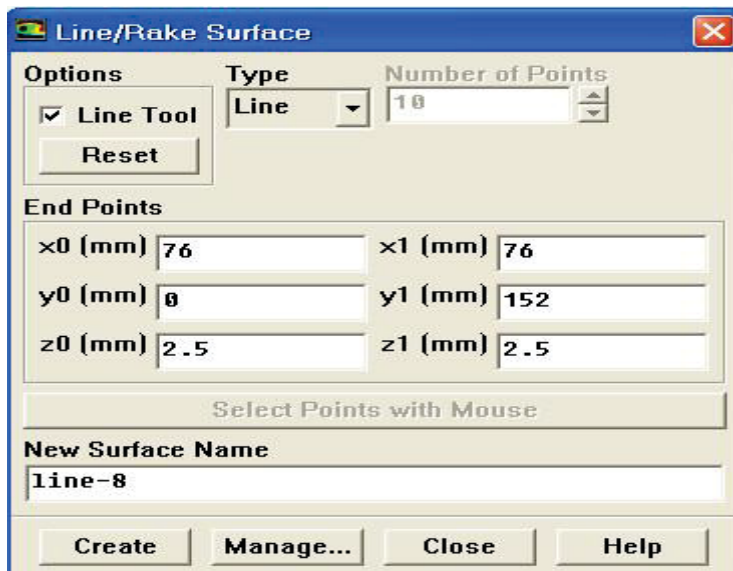 Line/Rake Surface
Options Type Number of Points
Line Tool Line 10
Reset
End Points
x0 (mm) 76 x1 (mm) 76
y0 (mm) 0 y1 (mm) 152
z0 (mm) 2.5 z1 (mm) 2.5
Select Points with Mouse
New Surface Name
line-8
Create Manage... Close Help